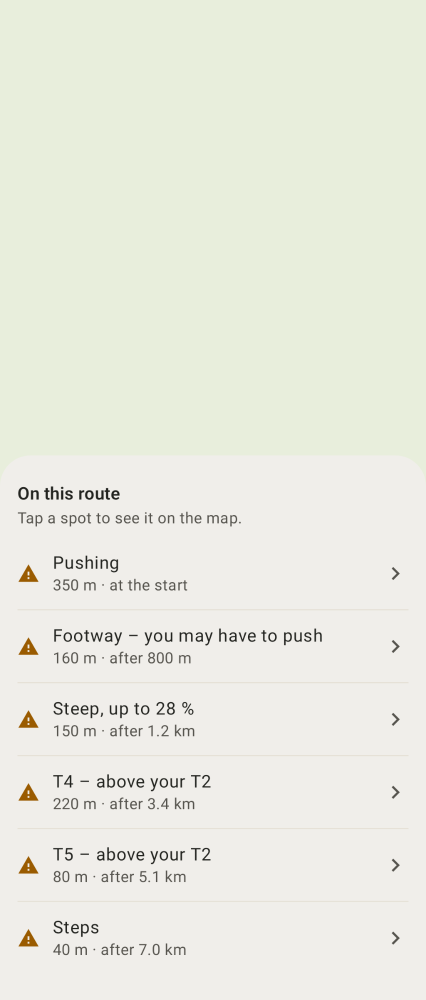 On this route
Tap a spot to see it on the map.
Pushing
350 m · at the start
Footway – you may have to push
160 m · after 800 m
Steep, up to 28 %
150 m · after 1.2 km
T4 – above your T2
220 m · after 3.4 km
T5 – above your T2
80 m · after 5.1 km
Steps
40 m · after 7.0 km